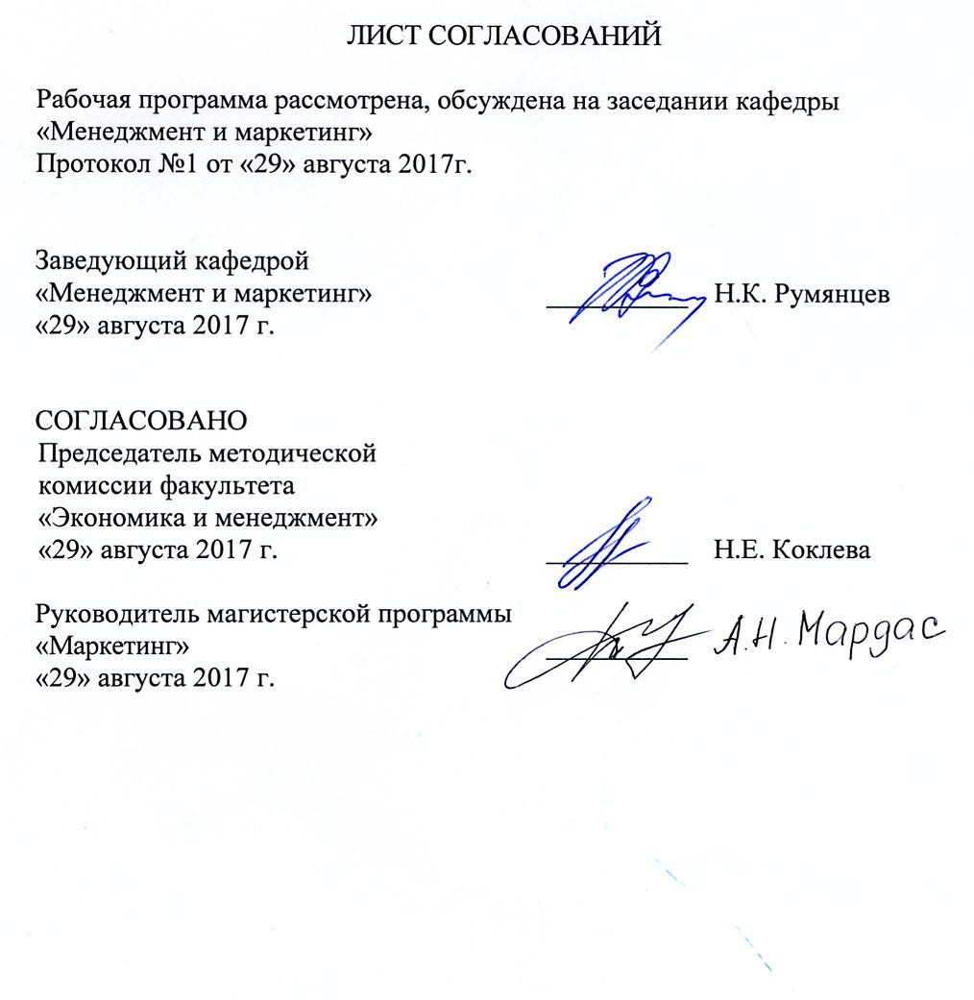 ЛИСТ СОГЛАСОВАНИЙ
Рабочая программа рассмотрена, обсуждена на заседании кафедры
«Менеджмент и маркетинг»
Протокол №1 от «29» августа 2017г.
Заведующий кафедрой
«Менеджмент и маркетинг» Н.К. Румянцев
«29» августа 2017 г.
СОГЛАСОВАНО
Председатель методической
комиссии факультета
«Экономика и менеджмент»
«29» августа 2017 г. Н.Е. Коклева
Руководитель магистерской программы
«Маркетинг» А.Н. Мардас
«29» августа 2017 г.